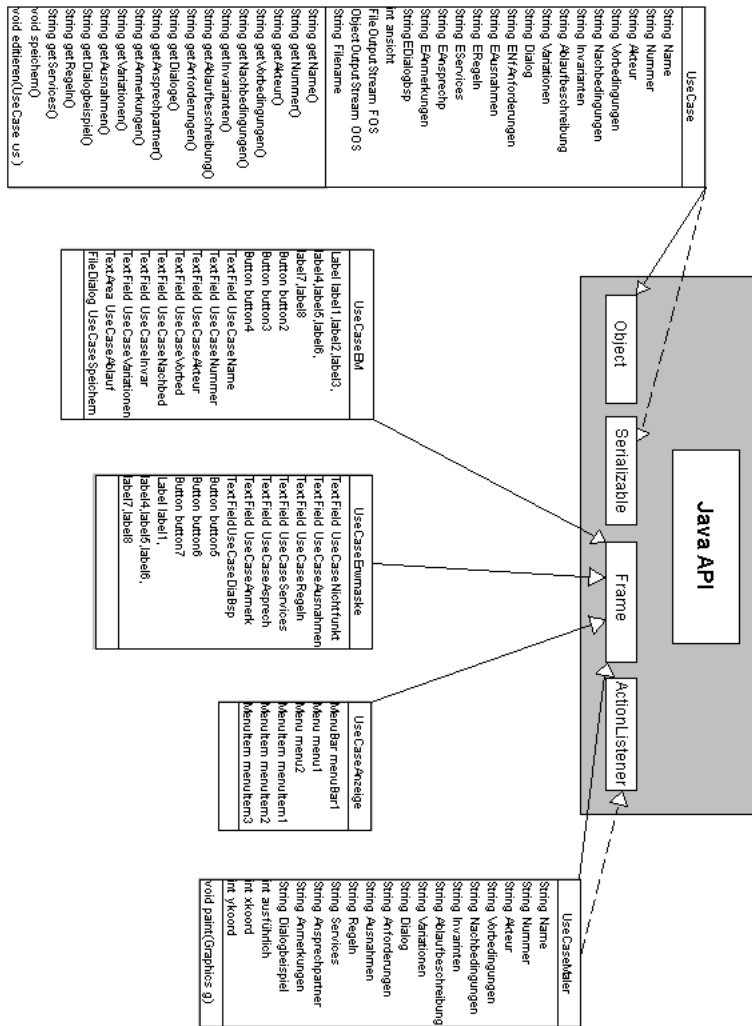 Java API
Object
Serializable
Frame
ActionListener
UseCase
String Name
String Nummer
String Akteur
String Vorbedingungen
String Nachbedingungen
String Invarianten
String Ablaufbeschreibung
String Variationen
String Dialog
String ENfAnforderungen
String EAusnahmen
String ERegeln
String EServices
String EAnsprechp
String EAnmerkungen
StringEDialogbsp
int ansicht
FileOutputStream FOS
ObjectOutputStream OOS
String Filename
String getName()
String getNummer()
String getAkteur()
String getVorbedingungen()
String getNachbedingungen()
String getInvarianten()
String getAblaufbeschreibung()
String getAnforderungen()
String getDialoge()
String getAnsprechpartner()
String getAnmerkungen()
String getVariationen()
String getAusnahmen()
String getDialogbeispiel()
String getRegeln()
String getServices()
void speichern()
void editieren(UseCase us )
UseCaseEM
Label label1,label2,label3,
label4,label5,label6,
label7,label8
Button button2
Button button3
Button button4
TextField UseCaseName
TextField UseCaseNummer
TextField UseCaseAkteur
TextField UseCaseVorbed
TextField UseCaseNachbed
TextField UseCaseInvar
TextField UseCaseVariationen
TextArea UseCaseAblauf
FileDialog UseCaseSpeichern
UseCaseErwmaske
TextField UseCaseNichtfunkt
TextField UseCaseAusnahmen
TextField UseCaseRegeln
TextField UseCaseServices
TextField UseCaseAsprech
TextField UseCaseAnmerk
TextField UseCaseDiaBsp
Button button5
Button button6
Button button7
Label label1,
label4,label5,label6,
label7,label8
UseCaseAnzeige
MenuBar menuBar1
Menu menu1
Menu menu2
MenuItem menuItem1
MenuItem menuItem2
MenuItem menuItem3
UseCaseMaler
String Name
String Nummer
String Akteur
String Vorbedingungen
String Nachbedingungen
String Invarinten
String Ablaufbeschreibung
String Variationen
String Dialog
String Anforderungen
String Ausnahmen
String Regeln
String Services
String Ansprechpartner
String Anmerkungen
String Dialogbeispiel
int ausführlich
int xkoord
int ykoord
void paint(Graphics g)